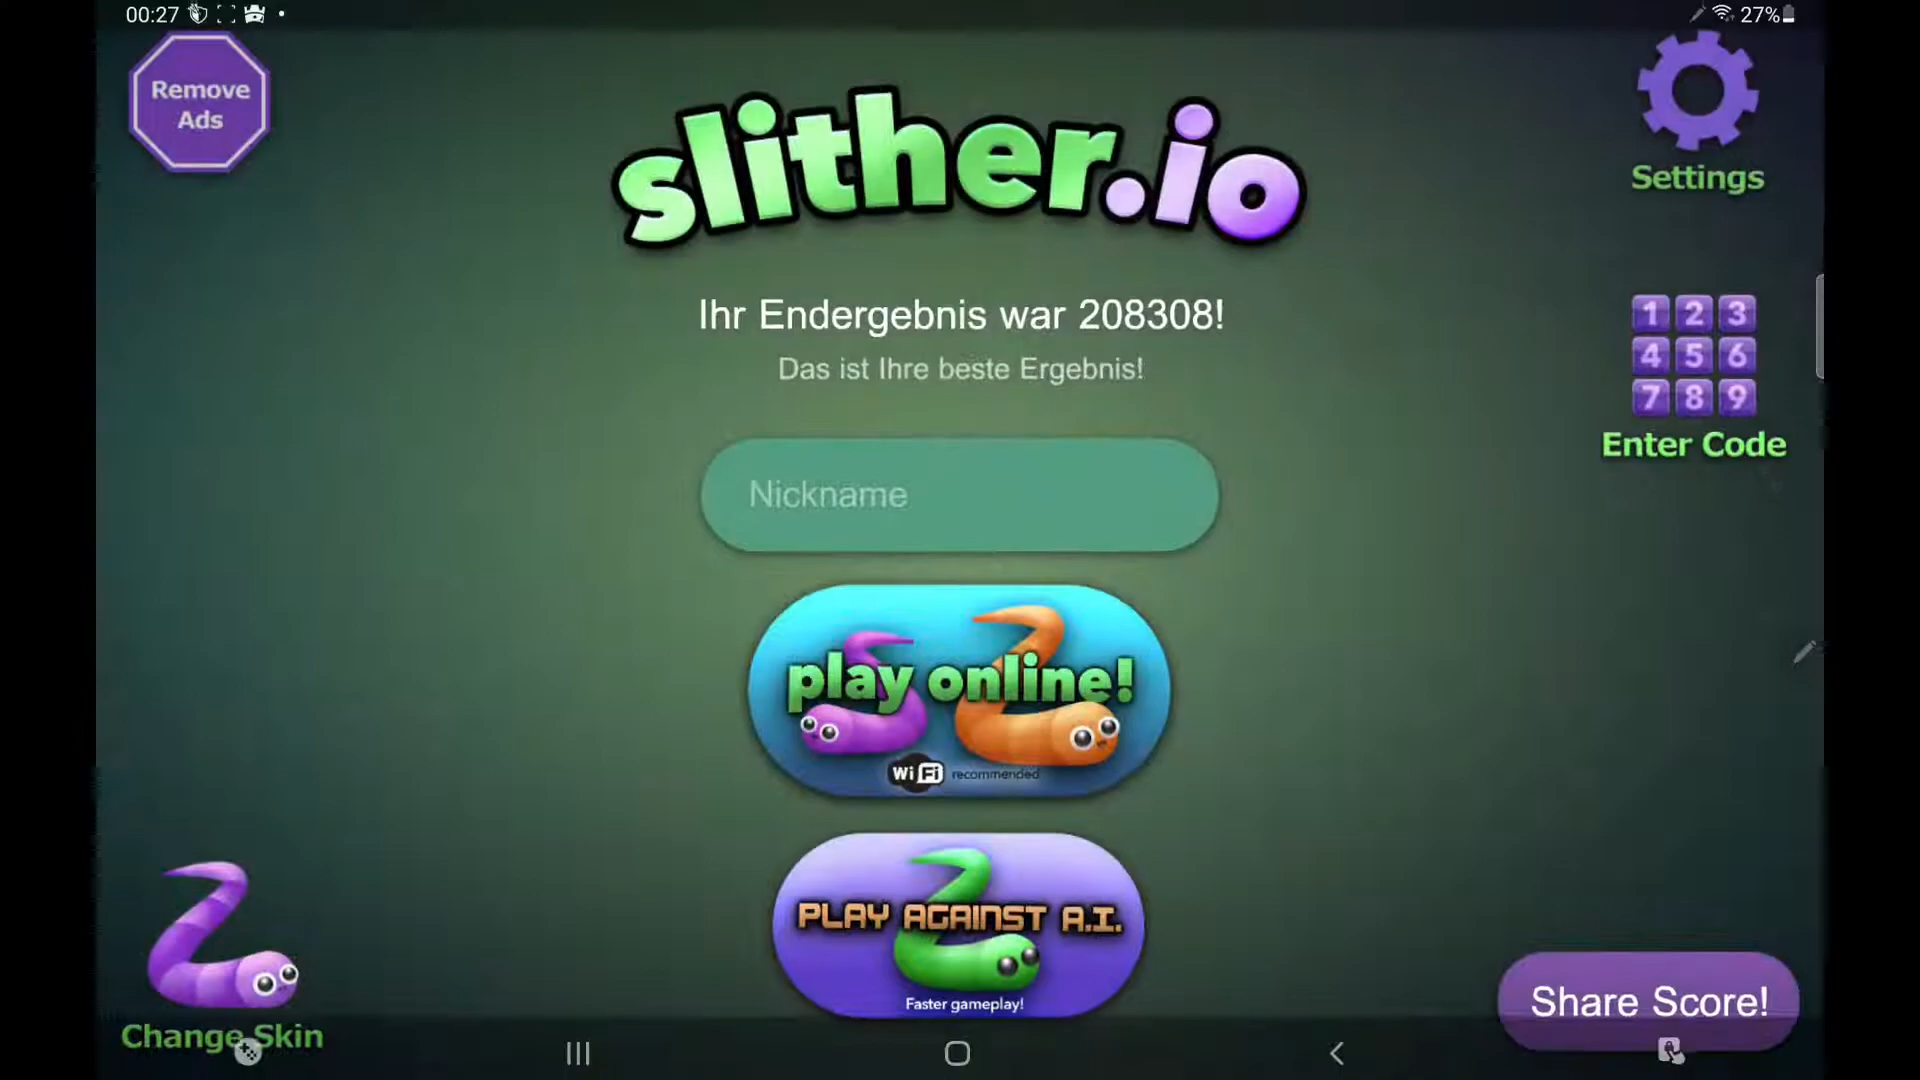 00:27
27%
Remove
Ads
slither.io
Settings
Ihr Endergebnis war 208308!
Das ist Ihre beste Ergebnis!
1 2 3
4 5 6
7 8 9
Enter Code
Nickname
play online!
WiFi recommended
PLAY AGAINST A.I.
Faster gameplay!
Change Skin
Share Score!